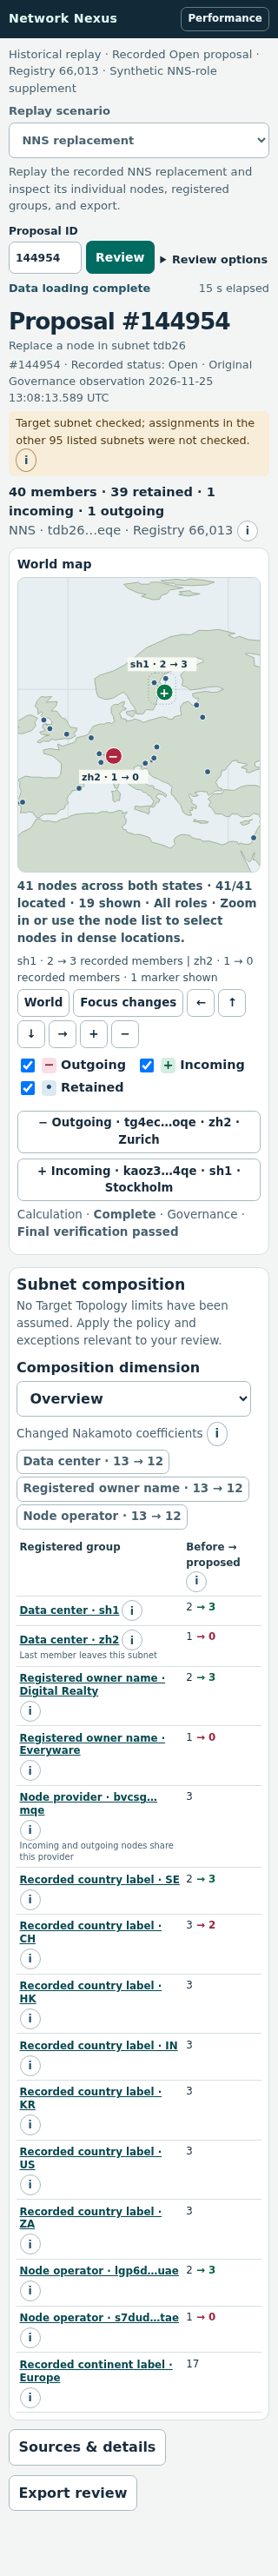 Network Nexus
Performance
Historical replay · Recorded Open proposal ·
Registry 66,013 · Synthetic NNS-role
supplement
Replay scenario
NNS replacement
Replay the recorded NNS replacement and
inspect its individual nodes, registered
groups, and export.
Proposal ID
144954
Review
▶ Review options
Data loading complete
15 s elapsed
Proposal #144954
Replace a node in subnet tdb26
#144954 · Recorded status: Open · Original
Governance observation 2026-11-25
13:08:13.589 UTC
Target subnet checked; assignments in the
other 95 listed subnets were not checked.
i
40 members · 39 retained · 1
incoming · 1 outgoing
NNS · tdb26…eqe · Registry 66,013 i
World map
sh1 · 2 → 3
+
−
zh2 · 1 → 0
41 nodes across both states · 41/41
located · 19 shown · All roles · Zoom
in or use the node list to select
nodes in dense locations.
sh1 · 2 → 3 recorded members | zh2 · 1 → 0
recorded members · 1 marker shown
World
Focus changes
←
↑
↓
→
+
−
− Outgoing
+ Incoming
• Retained
− Outgoing · tg4ec…oqe · zh2 ·
Zurich
+ Incoming · kaoz3…4qe · sh1 ·
Stockholm
Calculation · Complete · Governance ·
Final verification passed
Subnet composition
No Target Topology limits have been
assumed. Apply the policy and
exceptions relevant to your review.
Composition dimension
Overview
Changed Nakamoto coefficients i
Data center · 13 → 12
Registered owner name · 13 → 12
Node operator · 13 → 12
Registered group
Before →
proposed
i
Data center · sh1 i
2 → 3
Data center · zh2 i
1 → 0
Last member leaves this subnet
Registered owner name ·
Digital Realty
i
2 → 3
Registered owner name ·
Everyware
i
1 → 0
Node provider · bvcsg…
mqe
i
3
Incoming and outgoing nodes share
this provider
Recorded country label · SE
i
2 → 3
Recorded country label ·
CH
i
3 → 2
Recorded country label ·
HK
i
3
Recorded country label · IN
i
3
Recorded country label ·
KR
i
3
Recorded country label ·
US
i
3
Recorded country label ·
ZA
i
3
Node operator · lgp6d…uae
i
2 → 3
Node operator · s7dud…tae
i
1 → 0
Recorded continent label ·
Europe
i
17
Sources & details
Export review